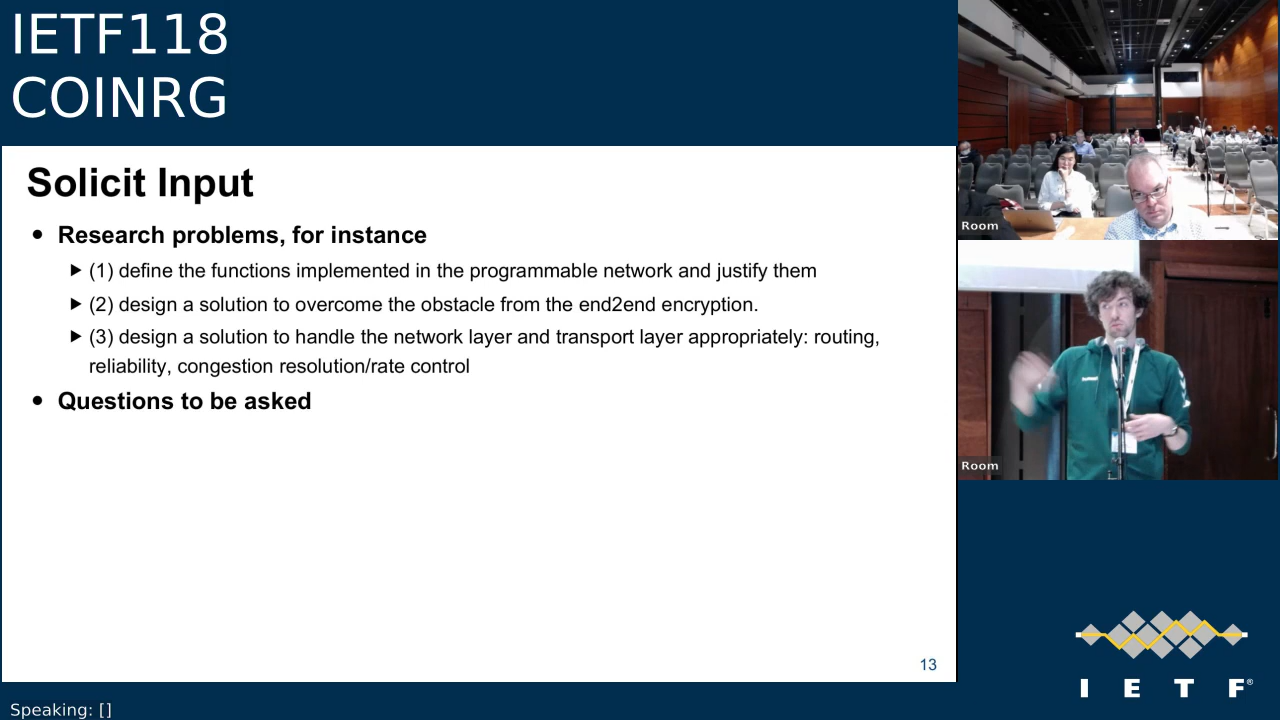 IETF118
COINRG
Solicit Input
• Research problems, for instance
(1) define the functions implemented in the programmable network and justify them
(2) design a solution to overcome the obstacle from the end2end encryption.
(3) design a solution to handle the network layer and transport layer appropriately: routing,
reliability, congestion resolution/rate control
• Questions to be asked
13
Room
Room
I E T F®
Speaking: []